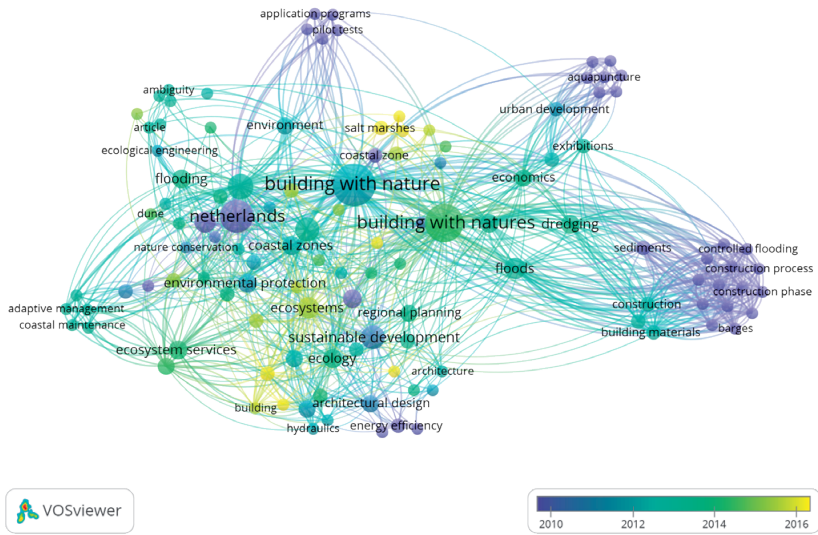 application programs
pilot tests
aquapuncture
ambiguity
urban development
article
environment
salt marshes
exhibitions
ecological engineering
coastal zone
flooding
building with nature
economics
dune
netherlands
building with natures
dredging
nature conservation
coastal zones
sediments
controlled flooding
floods
construction process
environmental protection
construction phase
adaptive management
ecosystems
regional planning
construction
coastal maintenance
sustainable development
building materials
barges
ecosystem services
ecology
architecture
building
architectural design
hydraulics
energy efficiency
VOSviewer
2010
2012
2014
2016